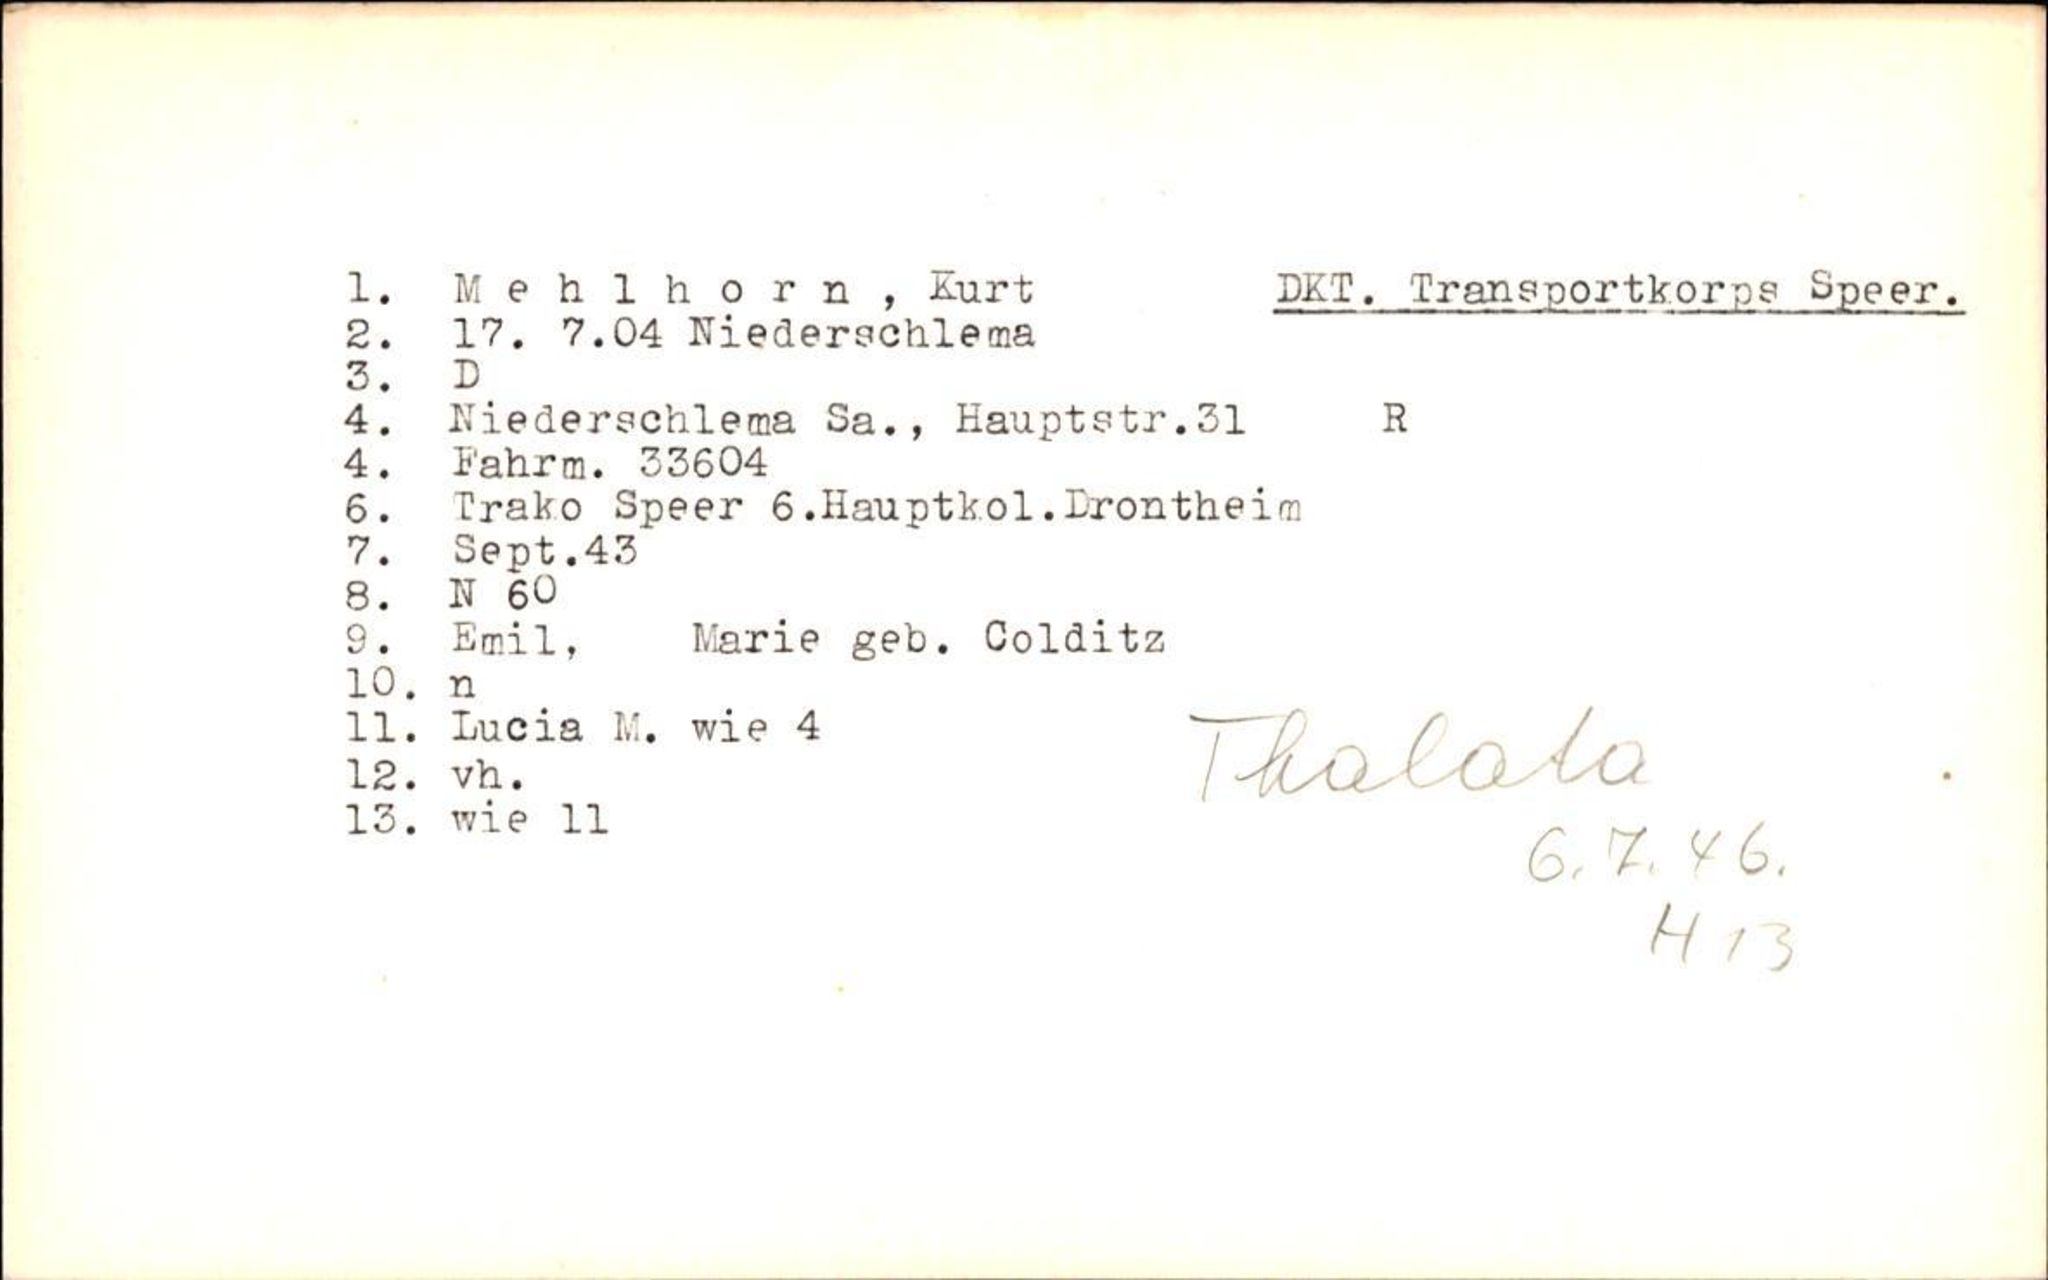 1. M e h l h o r n , Kurt DKT. Transportkorps Speer.
2. 17. 7.04 Niederschlema
3. D
4. Niederschlema Sa., Hauptstr.31 R
4. Fahrm. 33604
6. Trako Speer 6.Hauptkol.Drontheim
7. Sept.43
8. N 60
9. Emil, Marie geb. Colditz
10. n
11. Lucia M. wie 4
12. vh.
13. wie 11
Thalata
6.7.46.
H 13